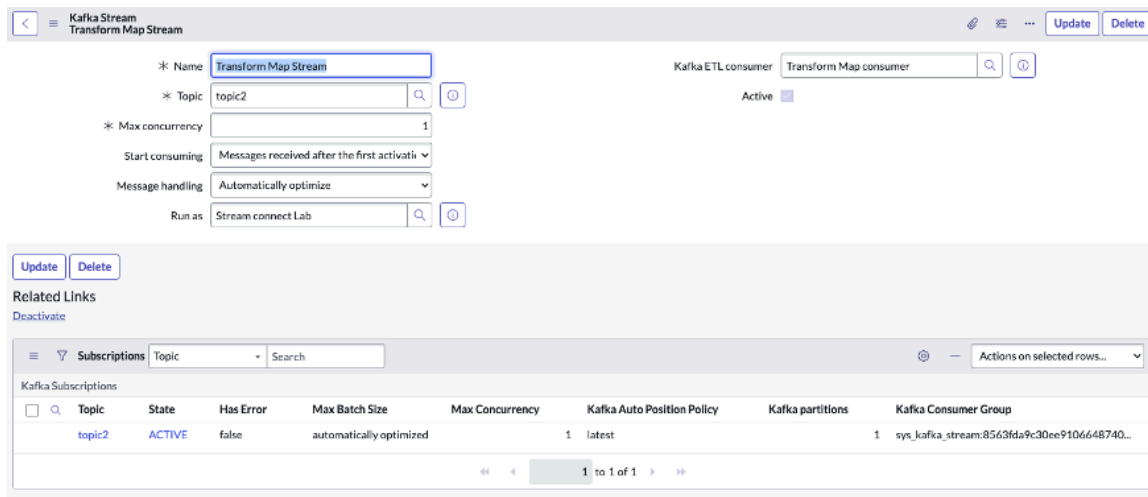 Kafka Stream
Transform Map Stream
Update Delete
Name Transform Map Stream
Kafka ETL consumer Transform Map consumer
Topic topic2
Active
Max concurrency 1
Start consuming Messages received after the first activati
Message handling Automatically optimize
Run as Stream connect Lab
Update Delete
Related Links
Deactivate
Subscriptions Topic Search Actions on selected rows...
Kafka Subscriptions
Topic State Has Error Max Batch Size Max Concurrency Kafka Auto Position Policy Kafka partitions Kafka Consumer Group
topic2 ACTIVE false automatically optimized 1 latest 1 sys_kafka_stream:8563fda9c30ee9106648740...
1 to 1 of 1